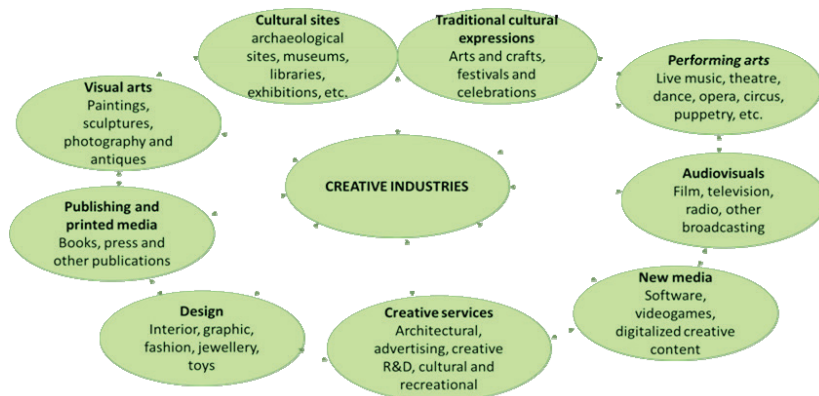 Cultural sites
archaeological
sites, museums,
libraries,
exhibitions, etc.
Traditional cultural
expressions
Arts and crafts,
festivals and
celebrations
Performing arts
Live music, theatre,
dance, opera, circus,
puppetry, etc.
Visual arts
Paintings,
sculptures,
photography and
antiques
CREATIVE INDUSTRIES
Audiovisuals
Film, television,
radio, other
broadcasting
Publishing and
printed media
Books, press and
other publications
New media
Software,
videogames,
digitalized creative
content
Design
Interior, graphic,
fashion, jewellery,
toys
Creative services
Architectural,
advertising, creative
R&D, cultural and
recreational